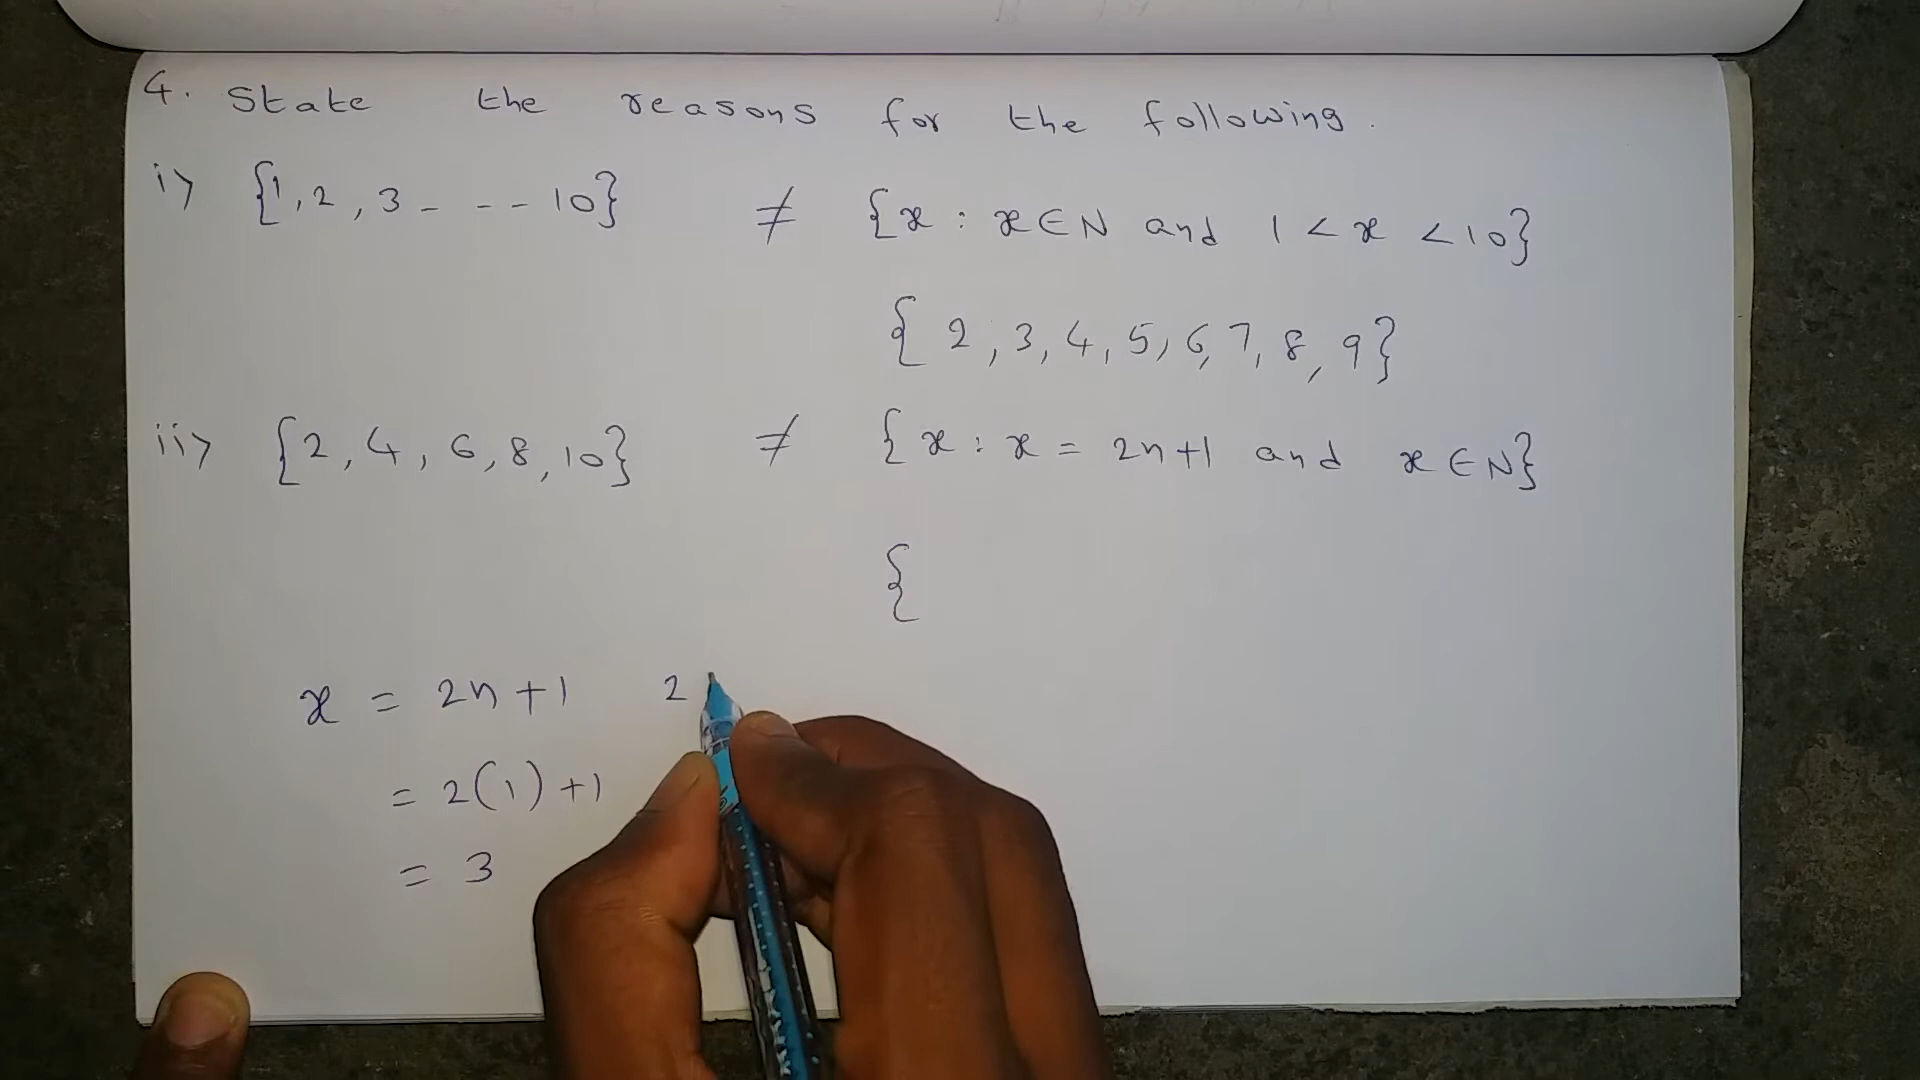 4. State the reasons for the following.
i> {1, 2, 3 - - - 10} ≠ {x : x ∈ N and 1 < x < 10}
{ 2, 3, 4, 5, 6, 7, 8, 9}
ii> {2, 4, 6, 8, 10} ≠ {x : x = 2n+1 and x ∈ N}
{
x = 2n+1 2
= 2(1)+1
= 3